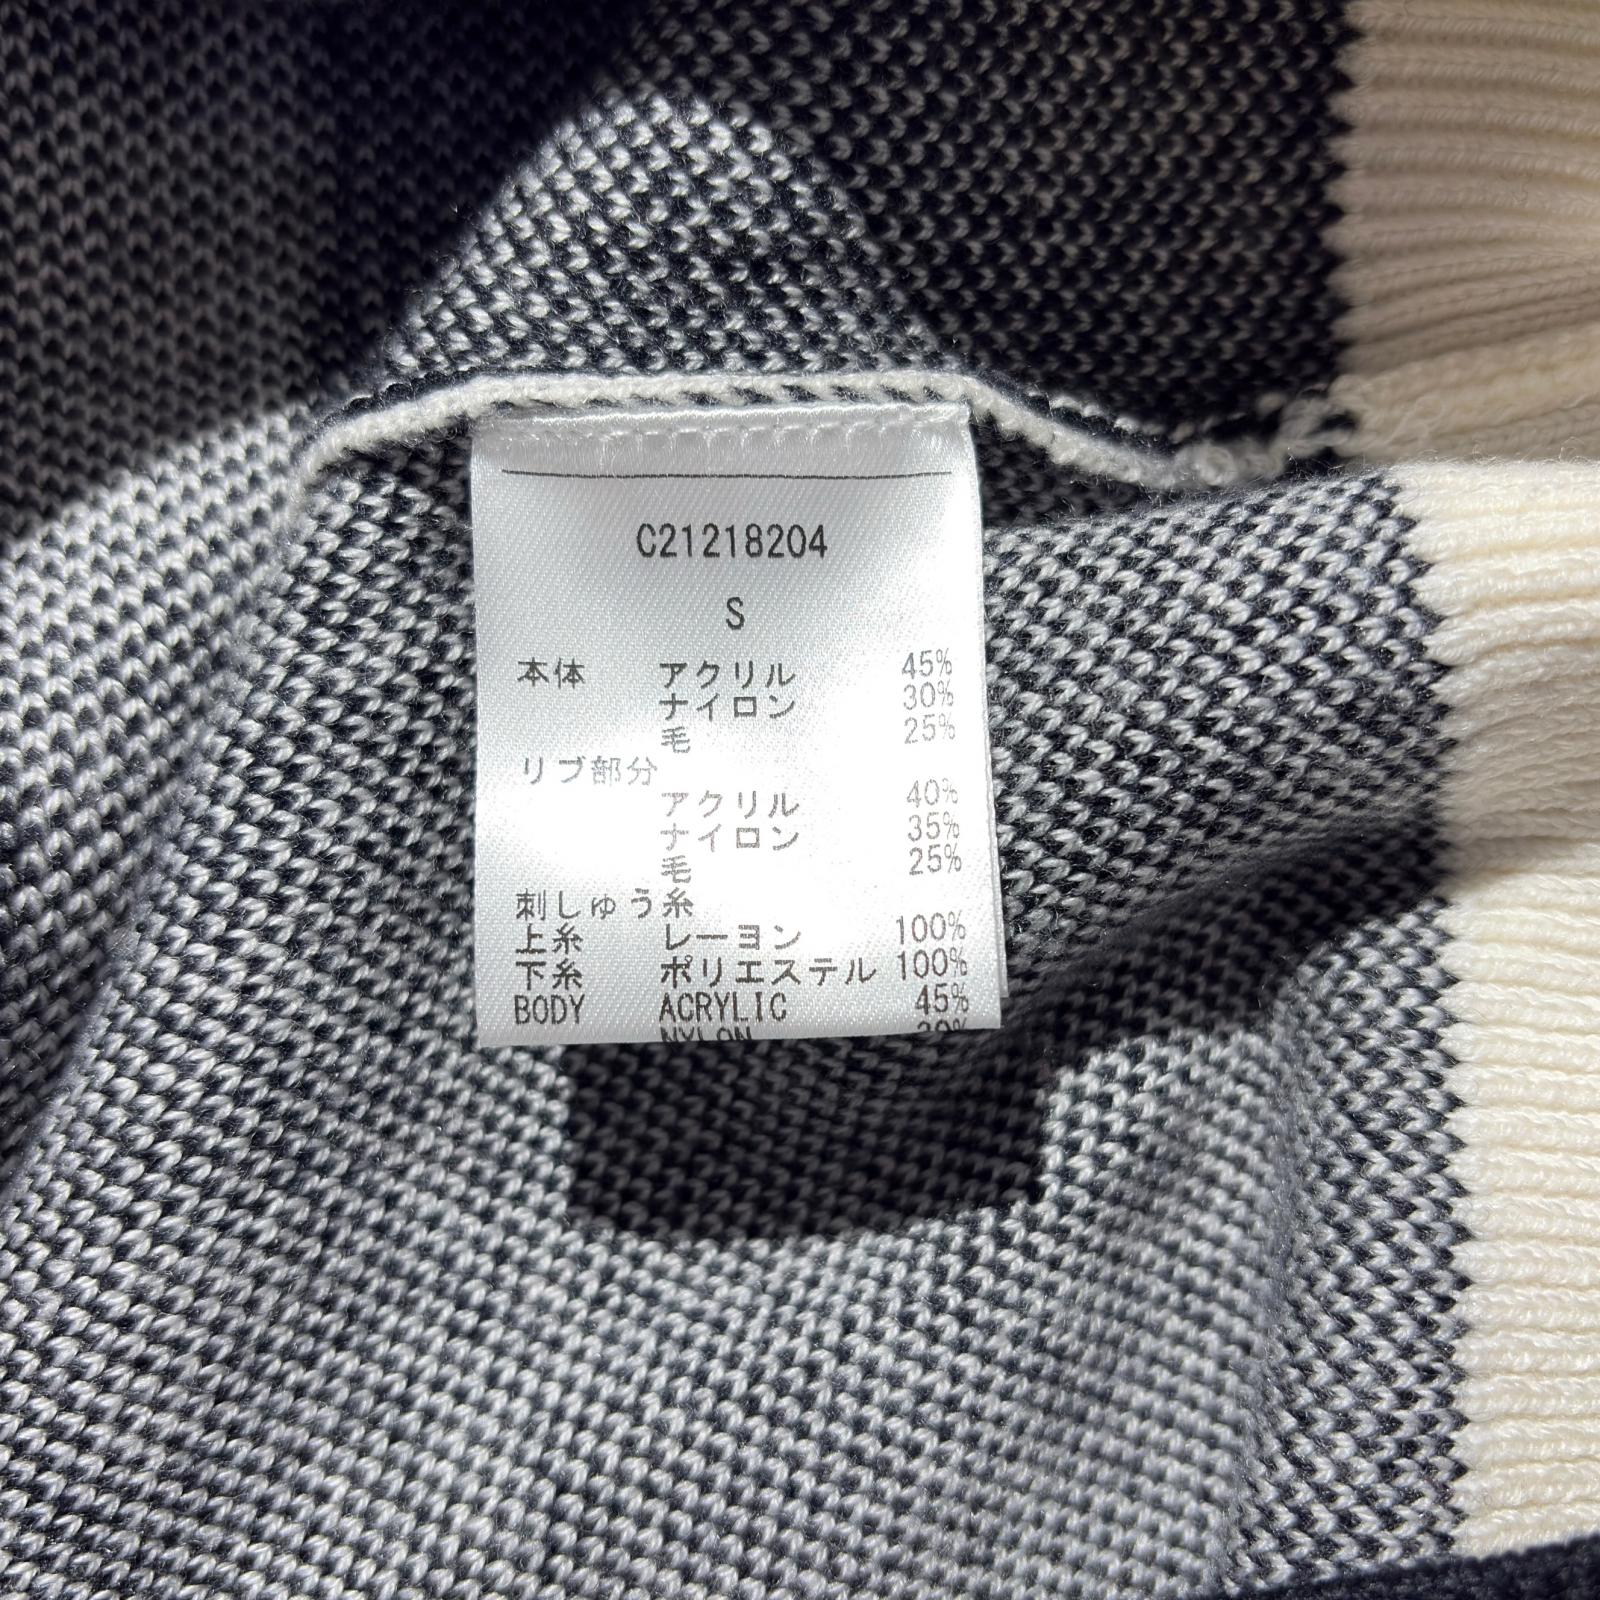 C21218204
S
本体 アクリル 45%
ナイロン 30%
毛 25%
リブ部分
アクリル 40%
ナイロン 35%
毛 25%
刺しゅう糸
上糸 レーヨン 100%
下糸 ポリエステル 100%
BODY ACRYLIC 45%
NYLON 30%